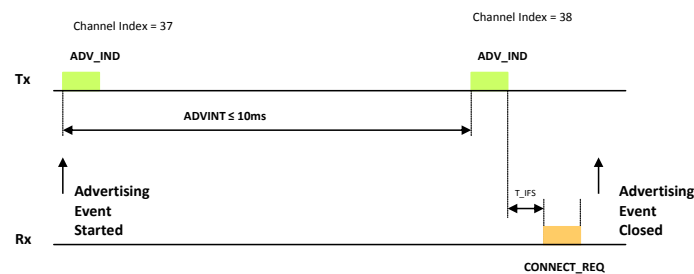 Channel Index = 37
Channel Index = 38
ADV_IND
ADV_IND
Tx
ADVINT ≤ 10ms
Advertising
Event
Started
T_IFS
Advertising
Event
Closed
Rx
CONNECT_REQ